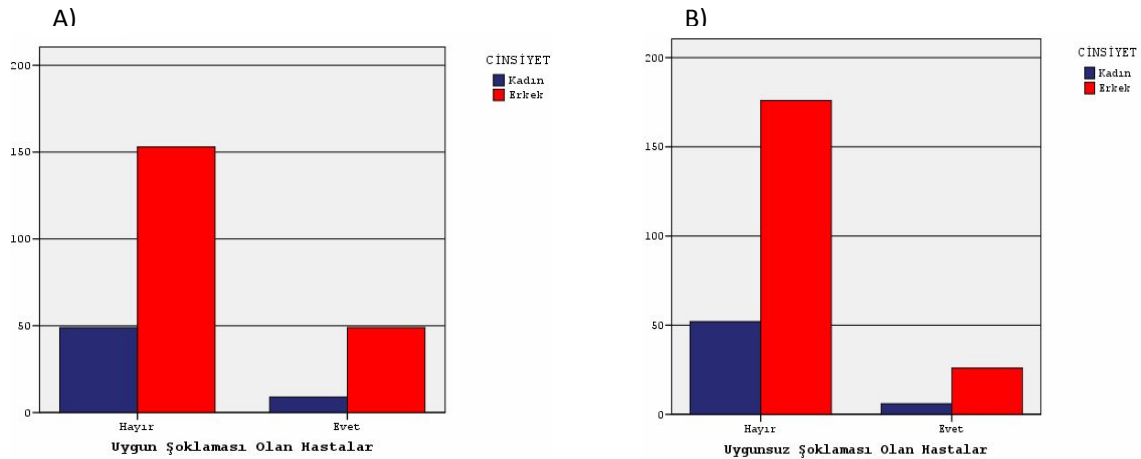 A)
CİNSİYET
Kadın
Erkek
200
150
100
50
0
Hayır
Evet
Uygun Şoklaması Olan Hastalar
B)
CİNSİYET
Kadın
Erkek
200
150
100
50
0
Hayır
Evet
Uygunsuz Şoklaması Olan Hastalar